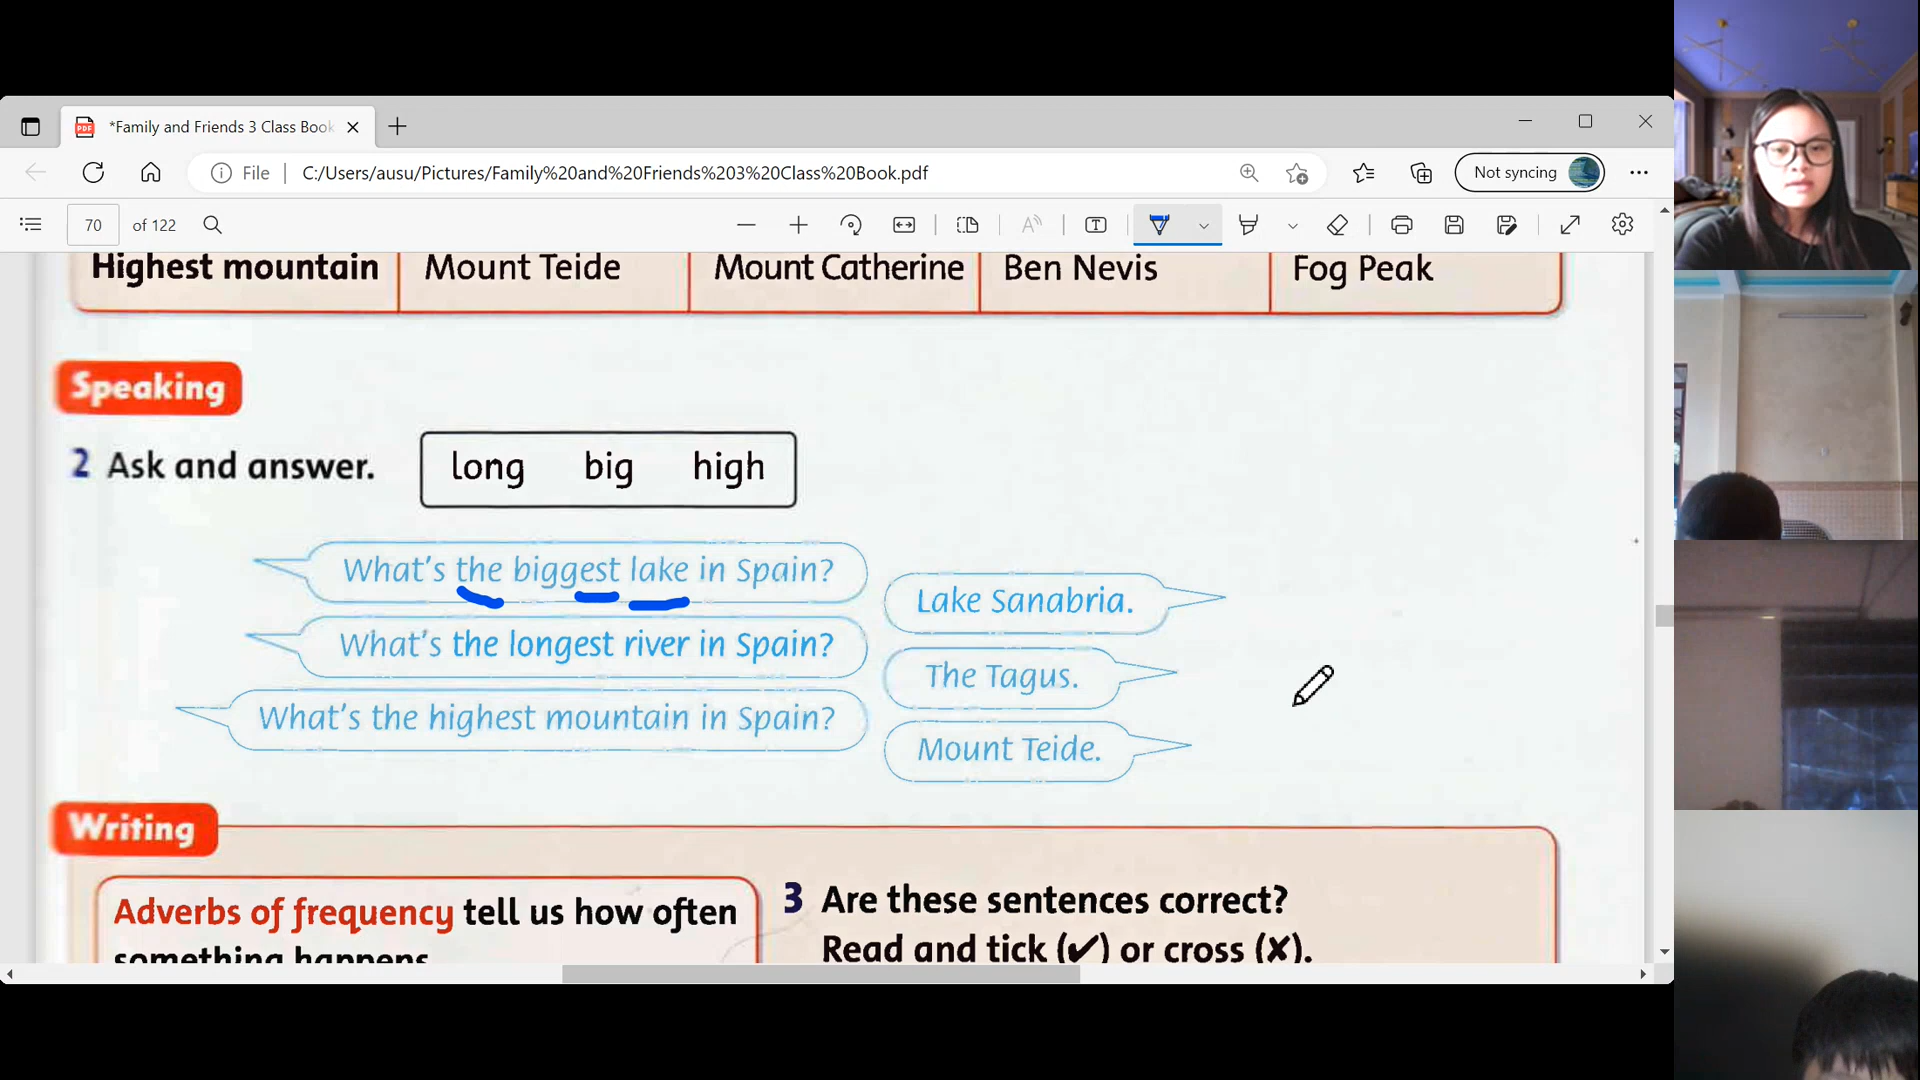 *Family and Friends 3 Class Book
File C:/Users/ausu/Pictures/Family%20and%20Friends%203%20Class%20Book.pdf Not syncing
70 of 122
Highest mountain Mount Teide Mount Catherine Ben Nevis Fog Peak
Speaking
2 Ask and answer. long big high
What's the biggest lake in Spain?
Lake Sanabria.
What's the longest river in Spain?
The Tagus.
What's the highest mountain in Spain?
Mount Teide.
Writing
Adverbs of frequency tell us how often
something happens
3 Are these sentences correct?
Read and tick (✔) or cross (✘).